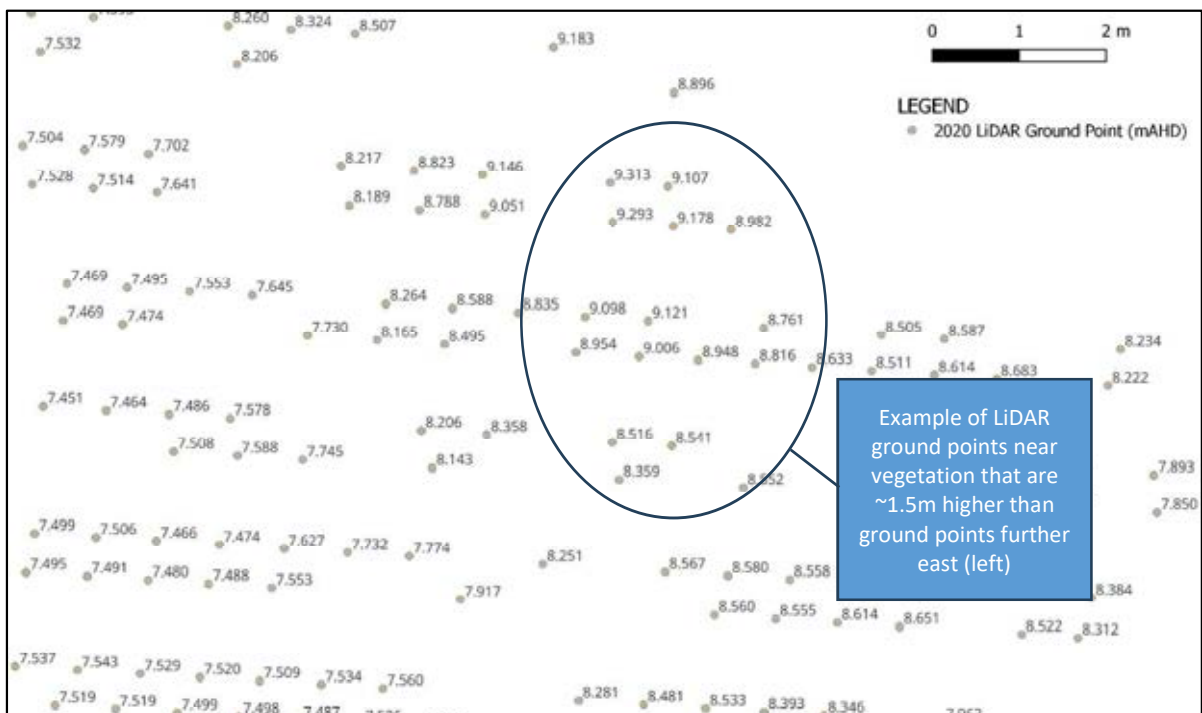 8.260 8.324 8.507
7.532 8.206 9.183
0 1 2 m
8.896
LEGEND
2020 LiDAR Ground Point (mAHD)
7.504 7.579 7.702 8.217 8.823 9.146 9.313 9.107
7.528 7.514 7.641 8.189 8.788 9.051 9.293 9.178 8.982
7.469 7.495 7.553 7.645 8.264 8.588 8.835 9.098 9.121 8.761 8.505 8.587 8.234
7.469 7.474 7.730 8.165 8.495 8.954 9.006 8.948 8.816 8.633 8.511 8.614 8.683 8.222
7.451 7.464 7.486 7.578 8.206 8.358 8.516 8.541
7.508 7.588 7.745 8.143 8.359 7.893
7.850
Example of LiDAR
ground points near
vegetation that are
~1.5m higher than
ground points further
east (left)
7.499 7.506 7.466 7.474 7.627 7.732 7.774 8.251 8.567 8.580 8.558
7.495 7.491 7.480 7.488 7.553 7.917 8.560 8.555 8.614 8.651 8.522 8.312 8.384
7.537 7.543 7.529 7.520 7.509 7.534 7.560
7.519 7.519 7.499 7.498 7.487 8.281 8.481 8.533 8.393 8.346